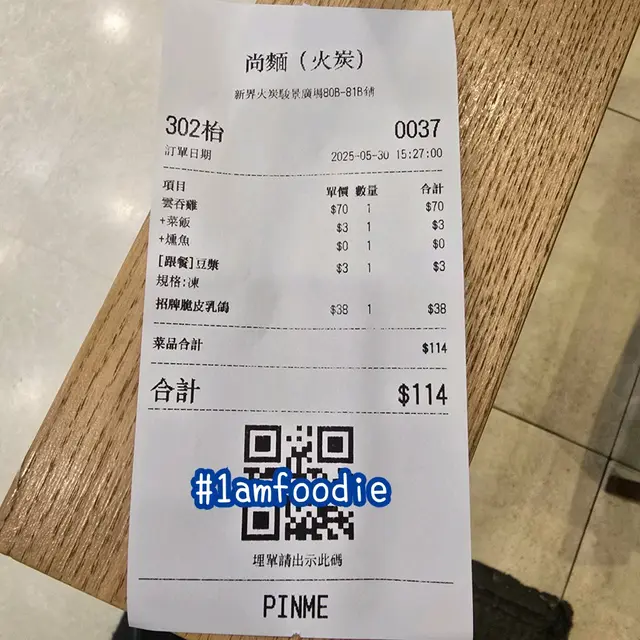 尚麵（火炭）
新界火炭駿景廣場80B-81B鋪
302枱 0037
訂單日期 2025-05-30 15:27:00
項目 單價 數量 合計
雲吞雞 $70 1 $70
+菜飯 $3 1 $3
+燻魚 $0 1 $0
[跟餐]豆漿 $3 1 $3
規格:凍
招牌脆皮乳鴿 $38 1 $38
菜品合計 $114
合計 $114
#1amfoodie
埋單請出示此碼
PINME